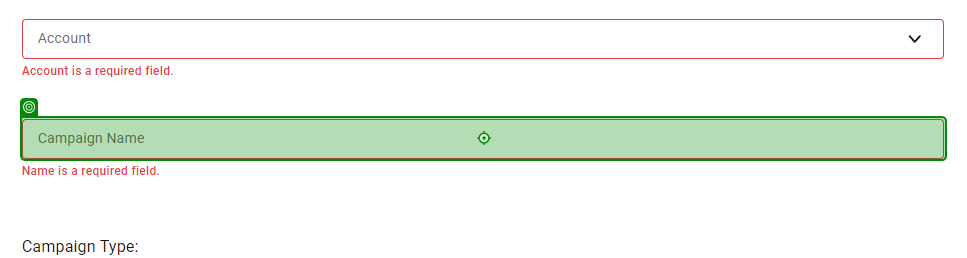 Account
Account is a required field.
Campaign Name
Name is a required field.
Campaign Type: